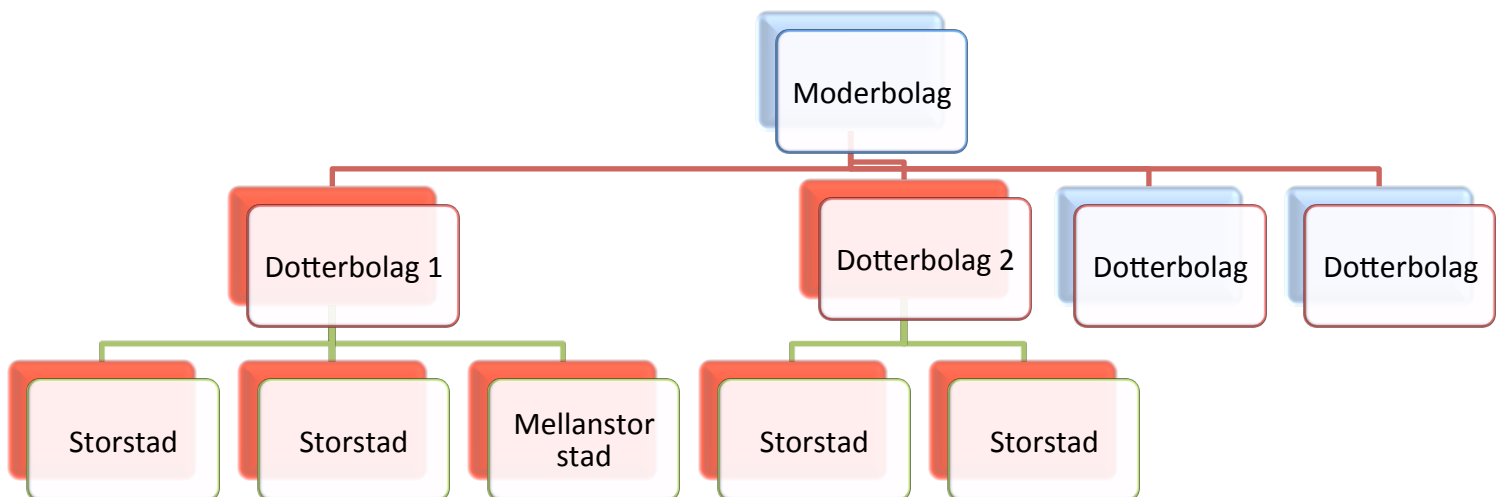 Moderbolag
Dotterbolag 1
Dotterbolag 2
Dotterbolag
Dotterbolag
Storstad
Storstad
Mellanstor
stad
Storstad
Storstad